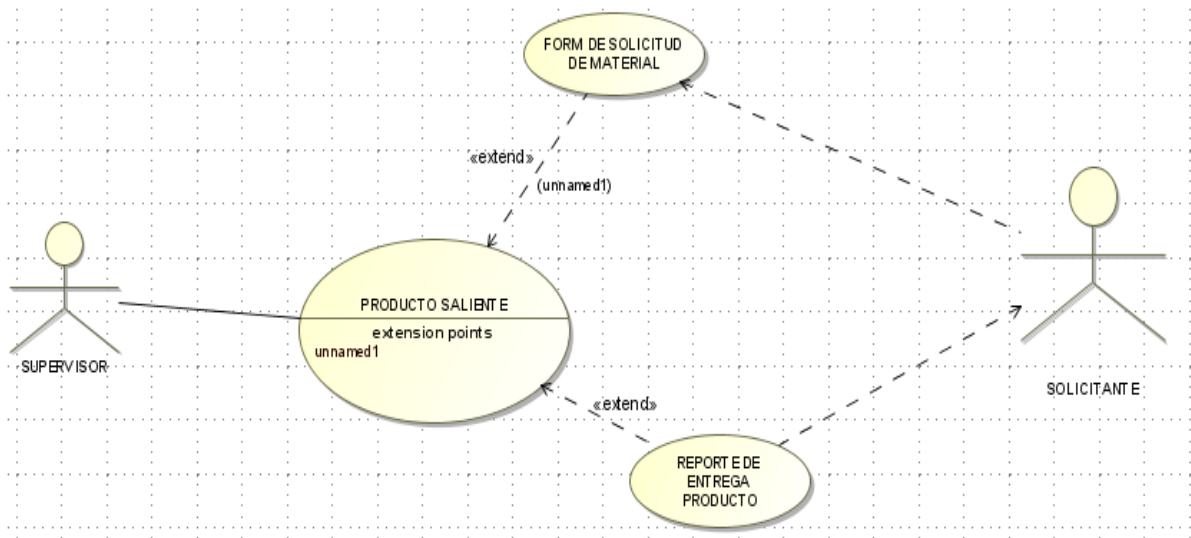 FORM DE SOLICITUD
DE MATERIAL
«extend»
(unnamed1)
PRODUCTO SALIENTE
extension points
unnamed1
SUPERVISOR
SOLICITANTE
«extend»
REPORTE DE
ENTREGA
PRODUCTO